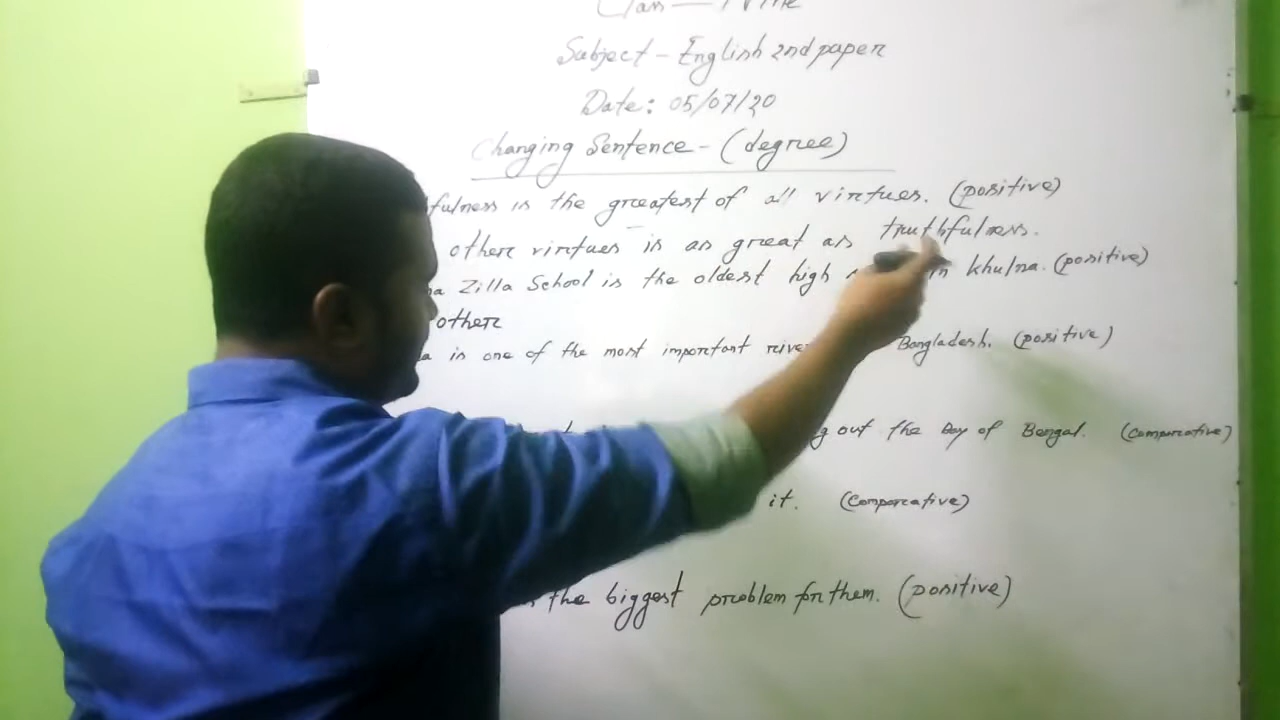 Class — Nine
Subject - English 2nd paper
Date: 05/07/20
Changing Sentence - (degree)
fulness is the greatest of all virtues. (positive)
other virtues is as great as truthfulness.
Zilla School is the oldest high in Khulna. (positive)
other
is one of the most important Bangladesh. (positive)
out the Bay of Bengal. (Comparative)
it. (Comparative)
the biggest problem for them. (positive)